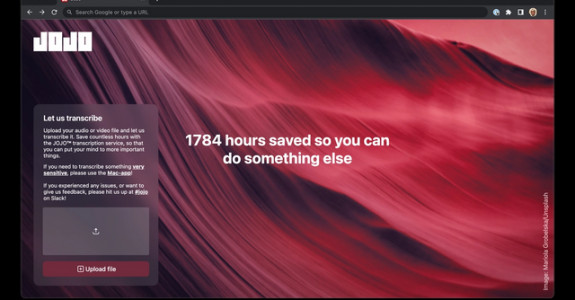 Search Google or type a URL
JOJO
Let us transcribe
Upload your audio or video file and let us
transcribe it. Save countless hours with
the JOJO™ transcription service, so that
you can put your mind to more important
things.
If you need to transcribe something very
sensitive, please use the Mac-app!
If you experienced any issues, or want to
give us feedback, please hit us up at #jojo
on Slack!
Upload file
1784 hours saved so you can
do something else
Image: Mariola Grobelska/Unsplash